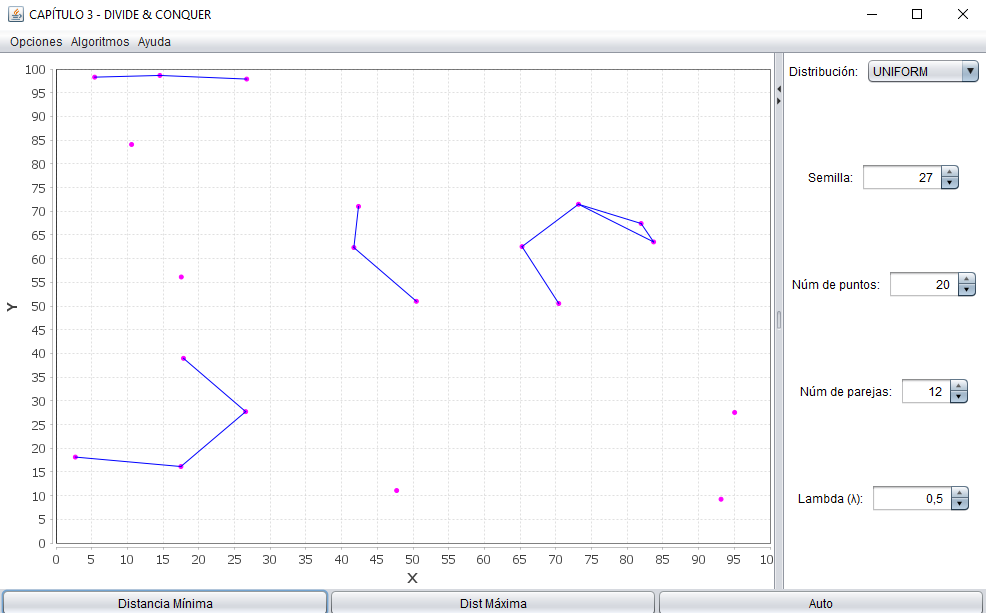 CAPÍTULO 3 - DIVIDE & CONQUER
Opciones Algoritmos Ayuda
Distribución: UNIFORM
Semilla: 27
Núm de puntos: 20
Núm de parejas: 12
Lambda (λ): 0,5
100
95
90
85
80
75
70
65
60
55
50
45
40
35
30
25
20
15
10
5
0
Y
0 5 10 15 20 25 30 35 40 45 50 55 60 65 70 75 80 85 90 95 10
X
Distancia Mínima Dist Máxima Auto